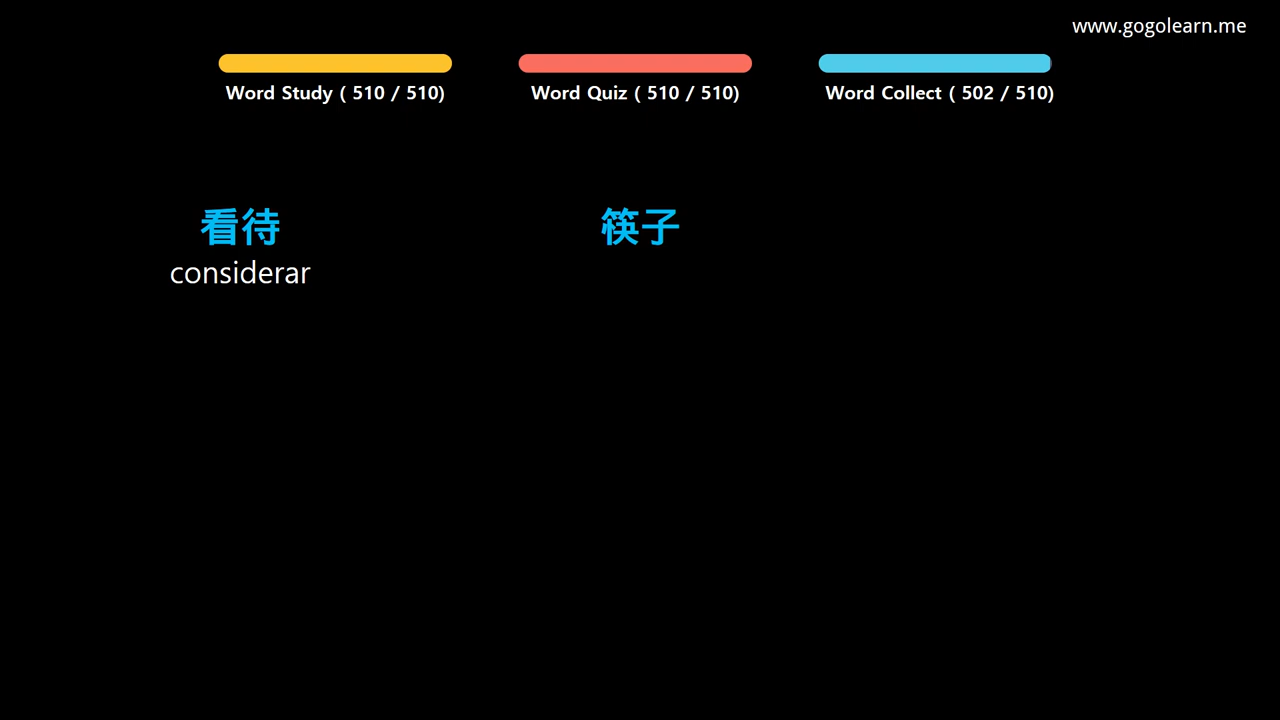 www.gogolearn.me
Word Study ( 510 / 510)
Word Quiz ( 510 / 510)
Word Collect ( 502 / 510)
看待
considerar
筷子